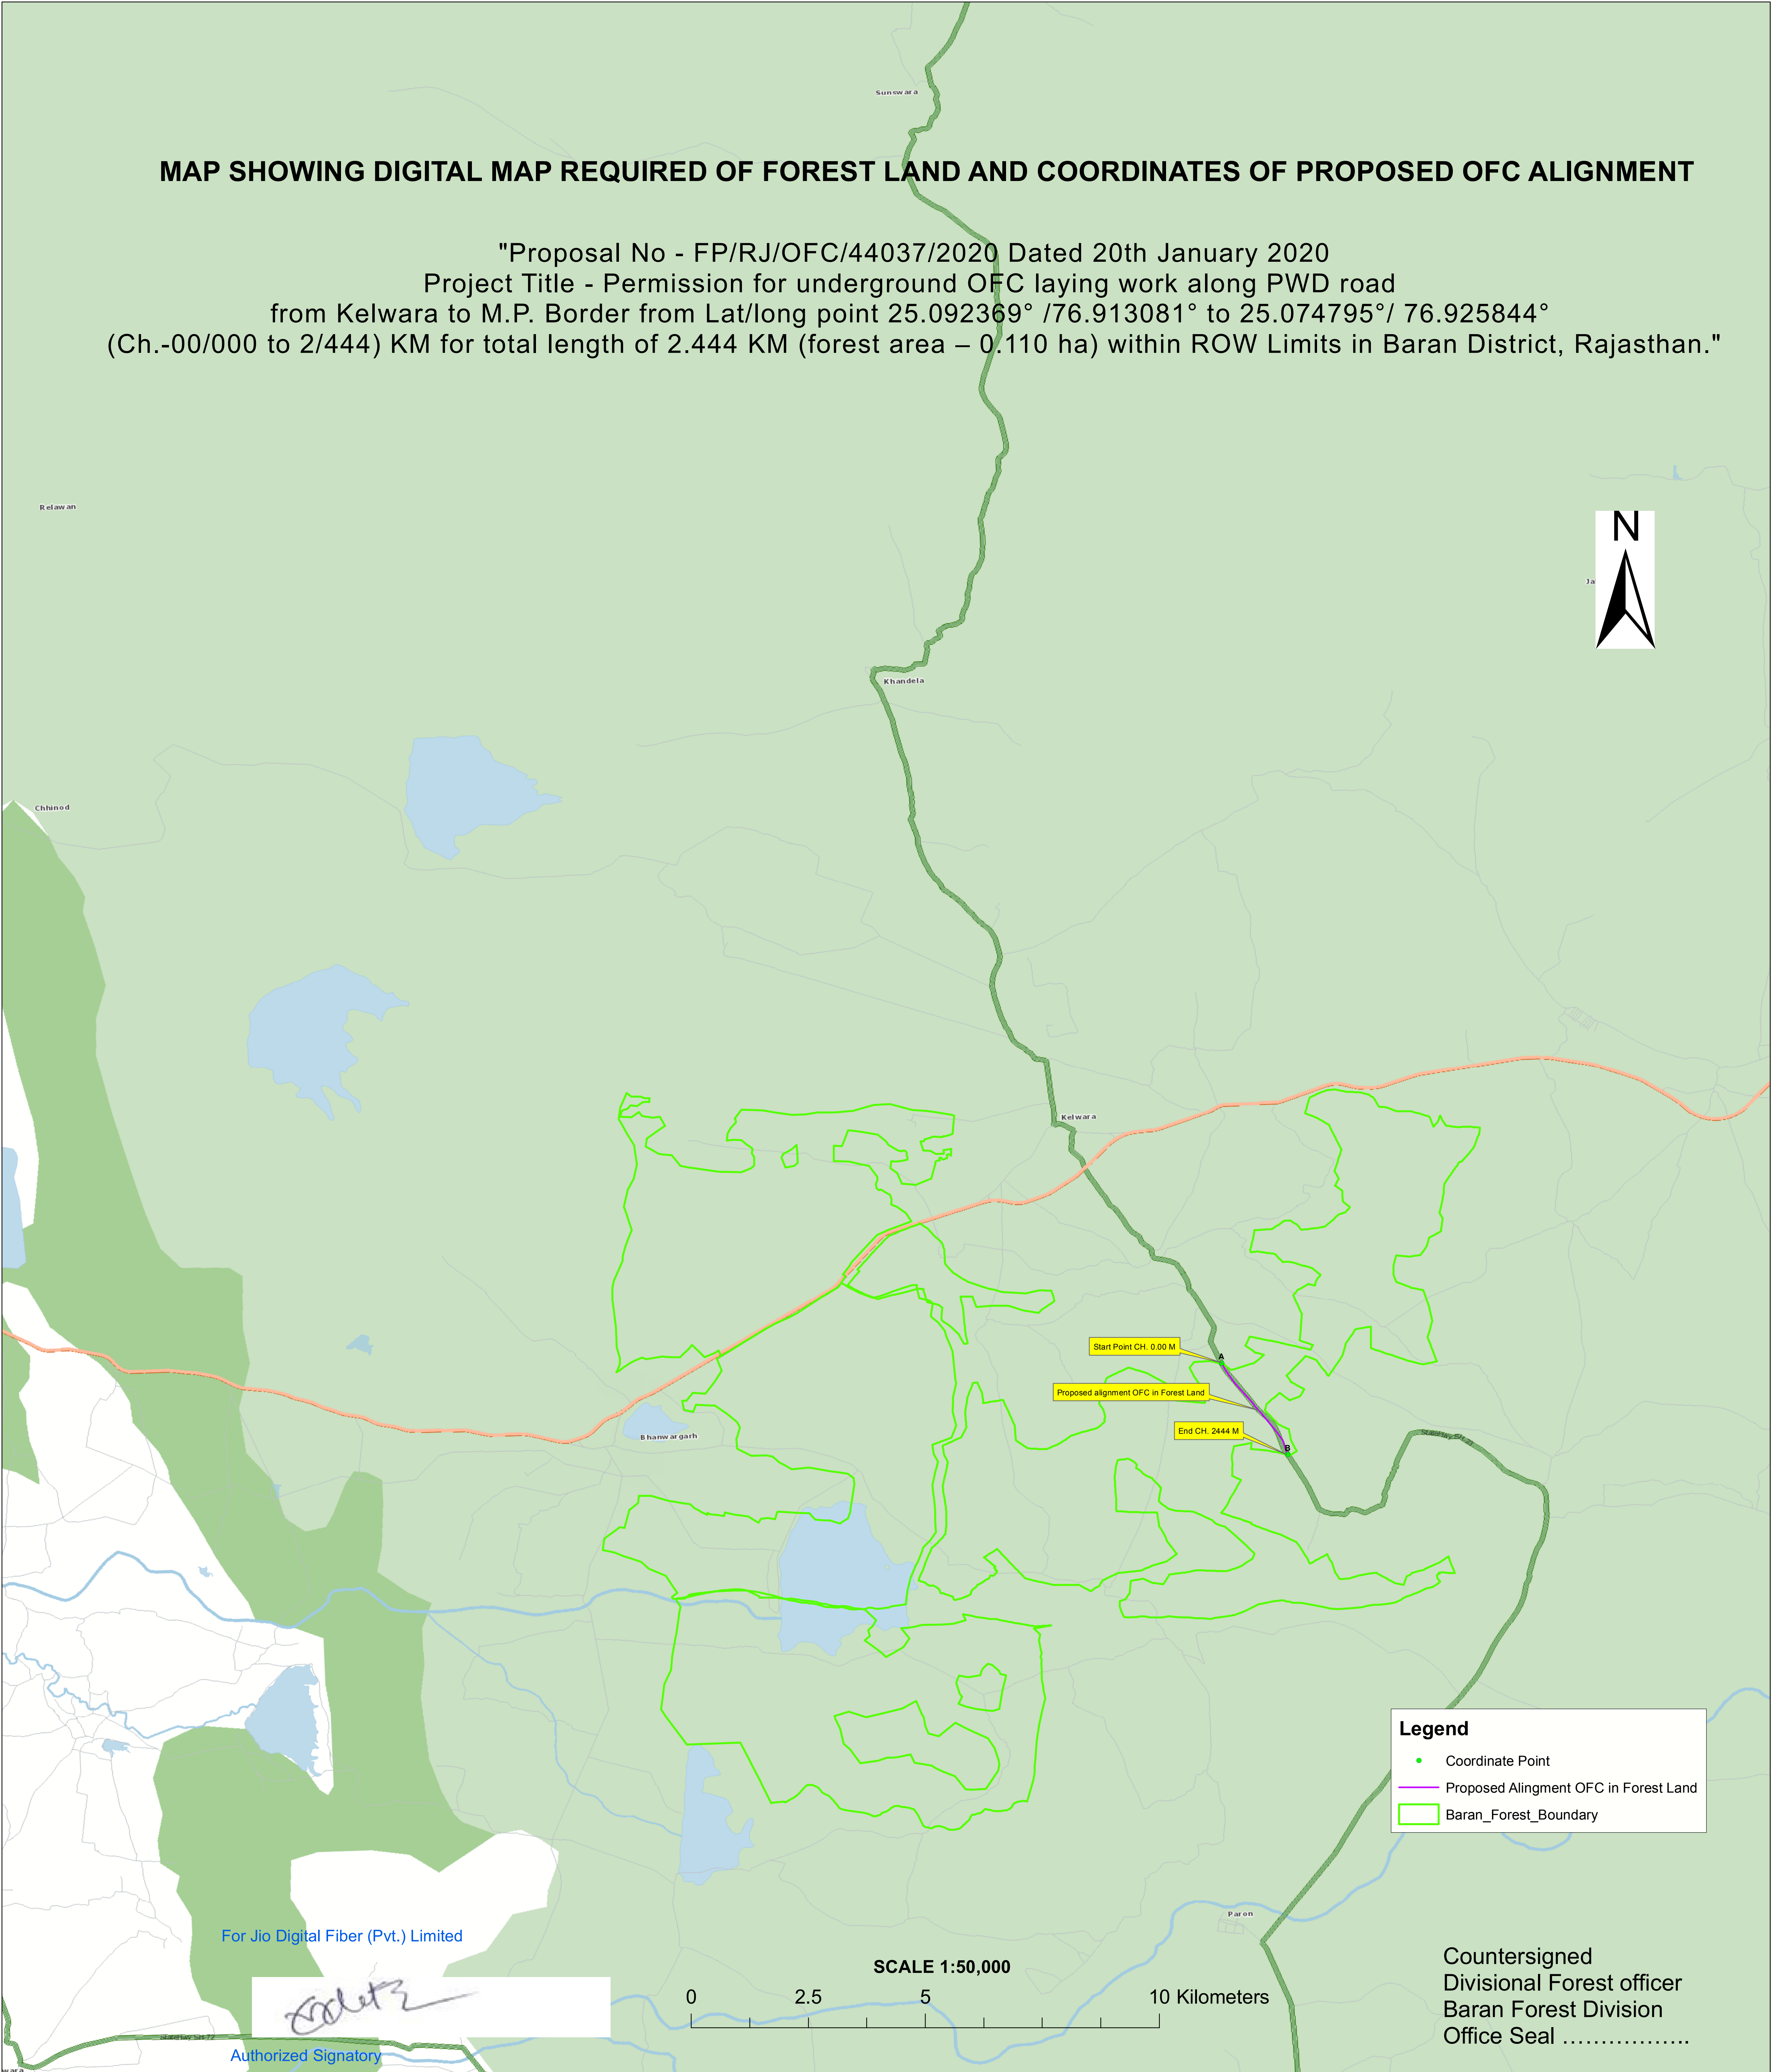 Sunswara
MAP SHOWING DIGITAL MAP REQUIRED OF FOREST LAND AND COORDINATES OF PROPOSED OFC ALIGNMENT
"Proposal No - FP/RJ/OFC/44037/2020 Dated 20th January 2020
Project Title - Permission for underground OFC laying work along PWD road
from Kelwara to M.P. Border from Lat/long point 25.092369° /76.913081° to 25.074795°/ 76.925844°
(Ch.-00/000 to 2/444) KM for total length of 2.444 KM (forest area – 0.110 ha) within ROW Limits in Baran District, Rajasthan."
Relawan
N
Ja
Khandela
Chhinod
Kelwara
Start Point CH. 0.00 M
A
Proposed alignment OFC in Forest Land
End CH. 2444 M
B
Bhanwargarh
Legend
Coordinate Point
Proposed Alingment OFC in Forest Land
Baran_Forest_Boundary
Paron
For Jio Digital Fiber (Pvt.) Limited
Authorized Signatory
SCALE 1:50,000
0 2.5 5 10 Kilometers
Countersigned
Divisional Forest officer
Baran Forest Division
Office Seal ……………..
wara